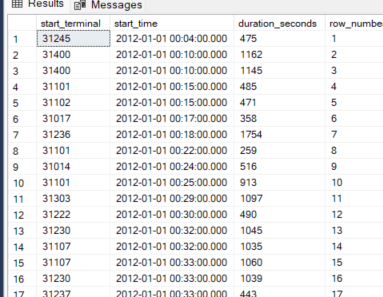 Results Messages
start_terminal start_time duration_seconds row_numbe
1 31245 2012-01-01 00:04:00.000 475 1
2 31400 2012-01-01 00:10:00.000 1162 2
3 31400 2012-01-01 00:10:00.000 1145 3
4 31101 2012-01-01 00:15:00.000 485 4
5 31102 2012-01-01 00:15:00.000 471 5
6 31017 2012-01-01 00:17:00.000 358 6
7 31236 2012-01-01 00:18:00.000 1754 7
8 31101 2012-01-01 00:22:00.000 259 8
9 31014 2012-01-01 00:24:00.000 516 9
10 31101 2012-01-01 00:25:00.000 913 10
11 31303 2012-01-01 00:29:00.000 1097 11
12 31222 2012-01-01 00:30:00.000 490 12
13 31230 2012-01-01 00:32:00.000 1045 13
14 31107 2012-01-01 00:32:00.000 1035 14
15 31107 2012-01-01 00:33:00.000 1060 15
16 31230 2012-01-01 00:33:00.000 1039 16
17 31237 2012-01-01 00:33:00.000 1038 17